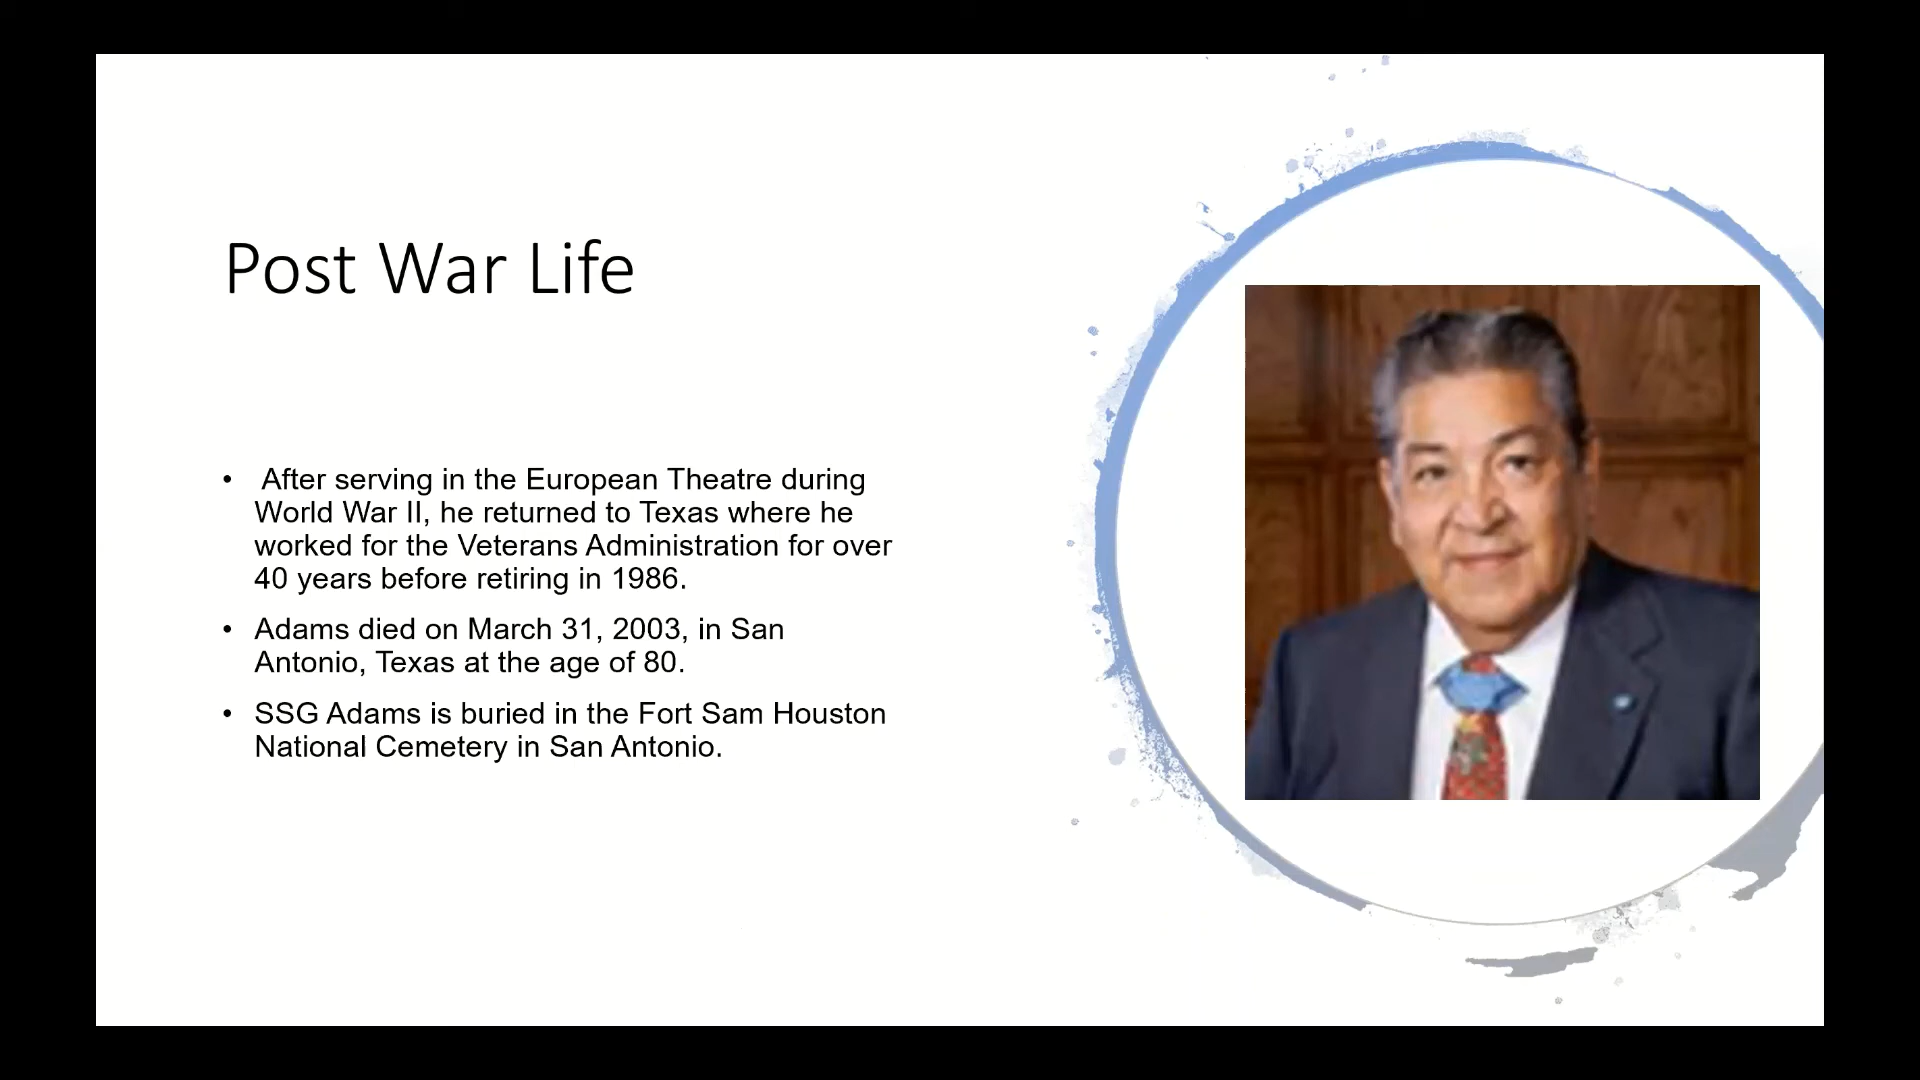 Post War Life
• After serving in the European Theatre during
World War II, he returned to Texas where he
worked for the Veterans Administration for over
40 years before retiring in 1986.
• Adams died on March 31, 2003, in San
Antonio, Texas at the age of 80.
• SSG Adams is buried in the Fort Sam Houston
National Cemetery in San Antonio.